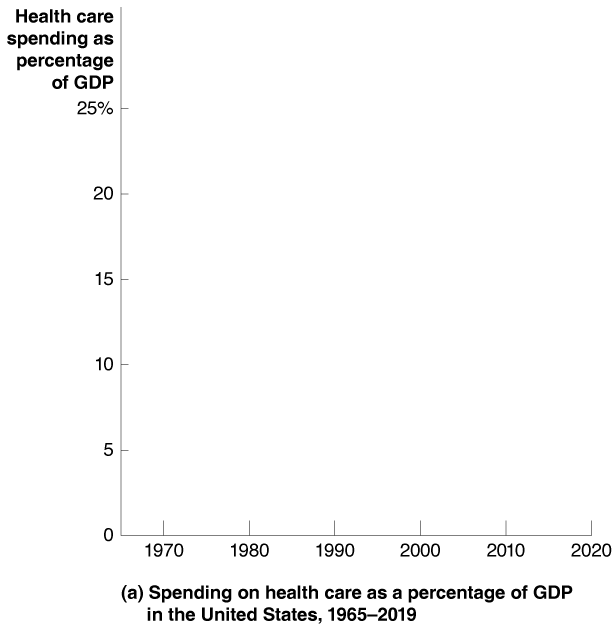 Health care
spending as
percentage
of GDP
25%
20
15
10
5
0
1970 1980 1990 2000 2010 2020
(a) Spending on health care as a percentage of GDP
in the United States, 1965–2019